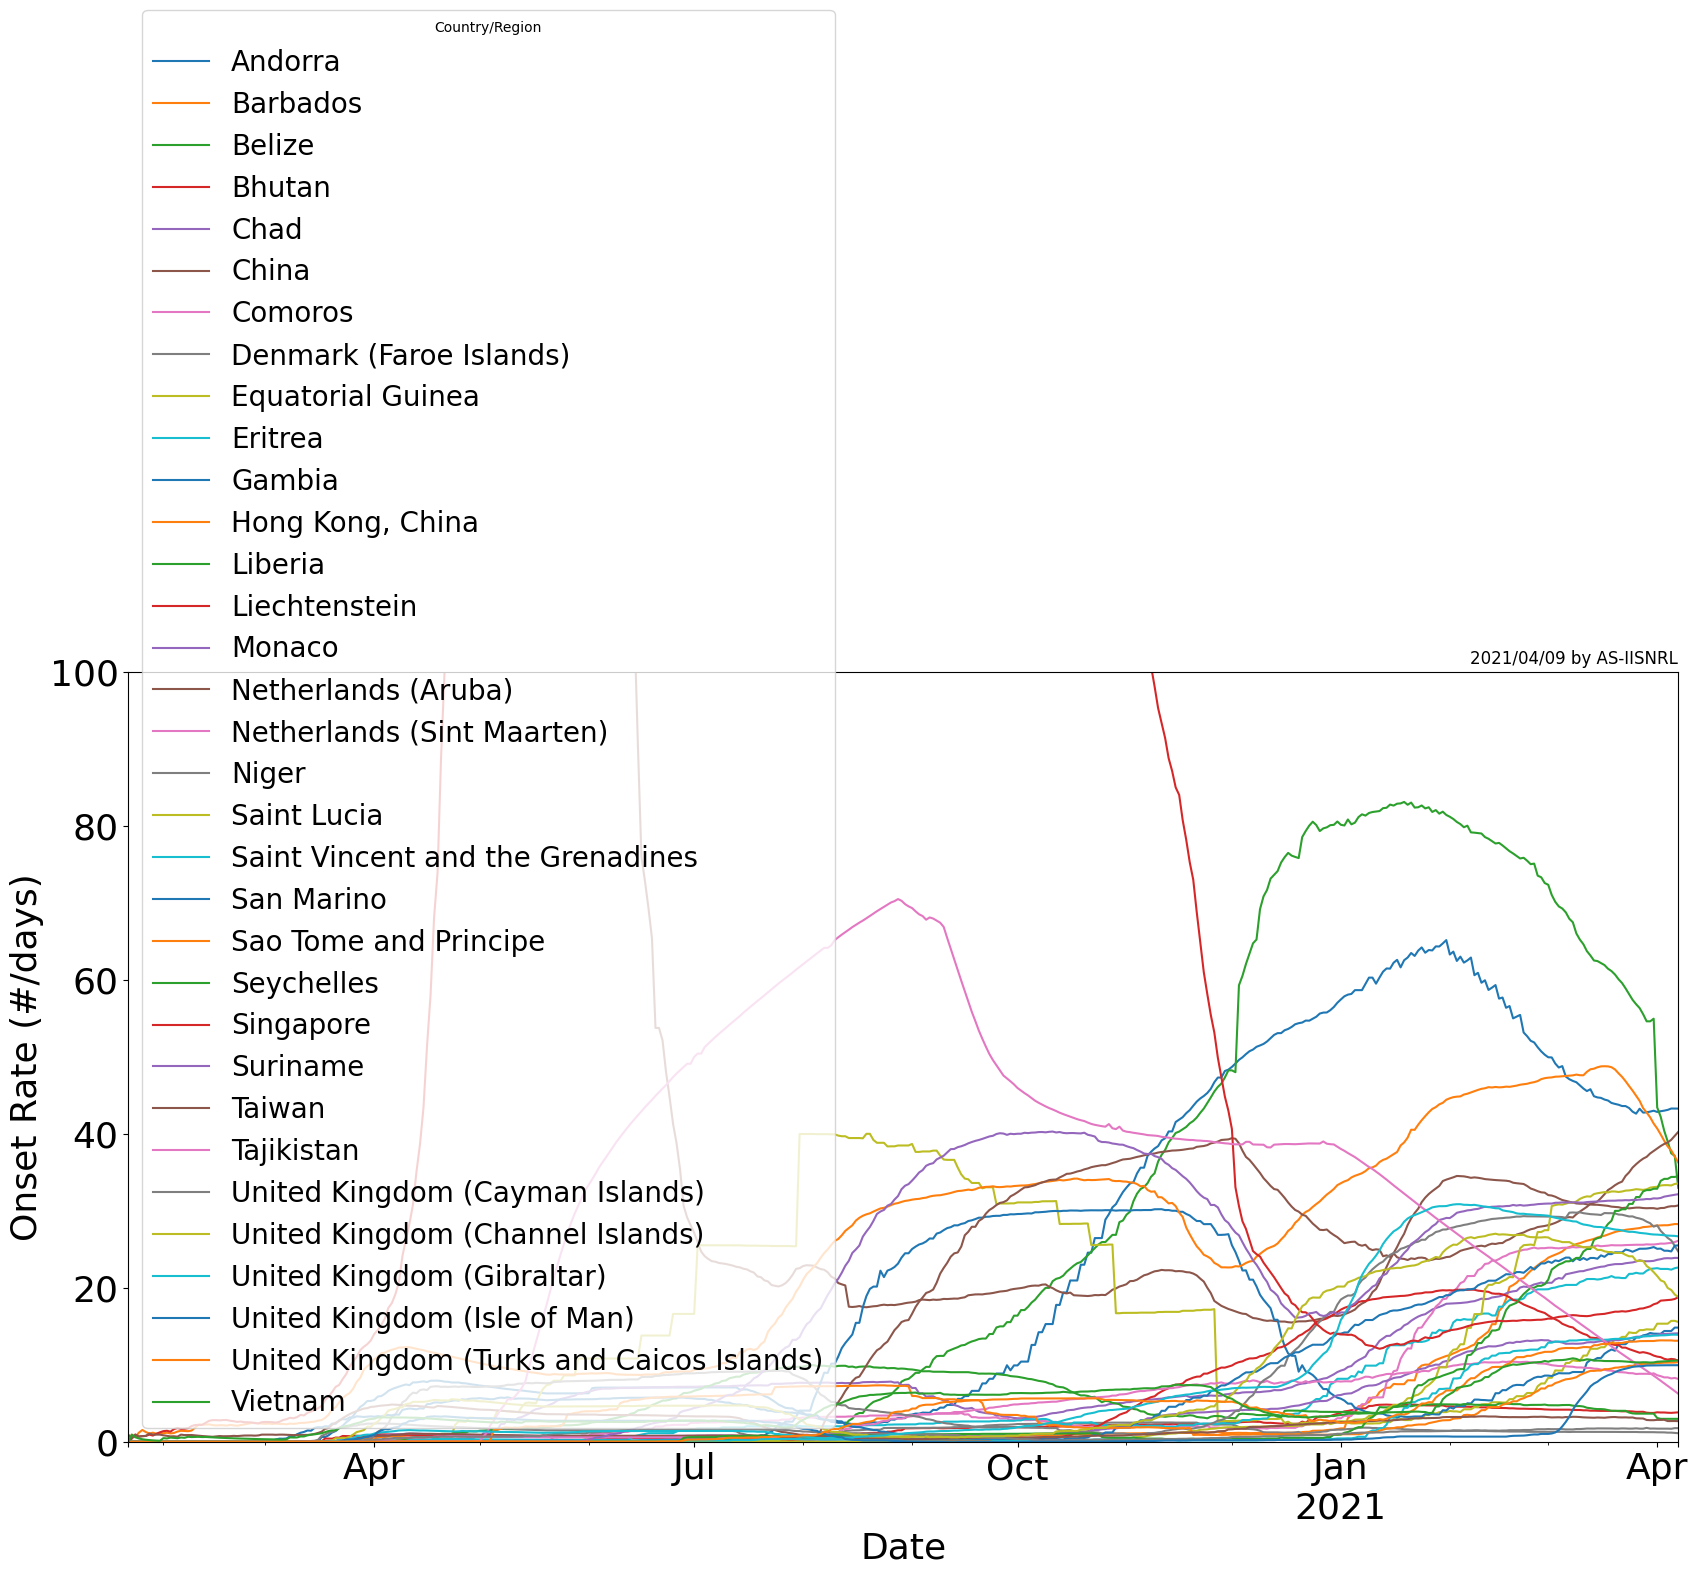 Country/Region
Andorra
Barbados
Belize
Bhutan
Chad
China
Comoros
Denmark (Faroe Islands)
Equatorial Guinea
Eritrea
Gambia
Hong Kong, China
Liberia
Liechtenstein
Monaco
Netherlands (Aruba)
Netherlands (Sint Maarten)
Niger
Saint Lucia
Saint Vincent and the Grenadines
San Marino
Sao Tome and Principe
Seychelles
Singapore
Suriname
Taiwan
Tajikistan
United Kingdom (Cayman Islands)
United Kingdom (Channel Islands)
United Kingdom (Gibraltar)
United Kingdom (Isle of Man)
United Kingdom (Turks and Caicos Islands)
Vietnam
2021/04/09 by AS-IISNRL
100
80
60
40
20
0
Onset Rate (#/days)
Apr Jul Oct Jan Apr
2021
Date